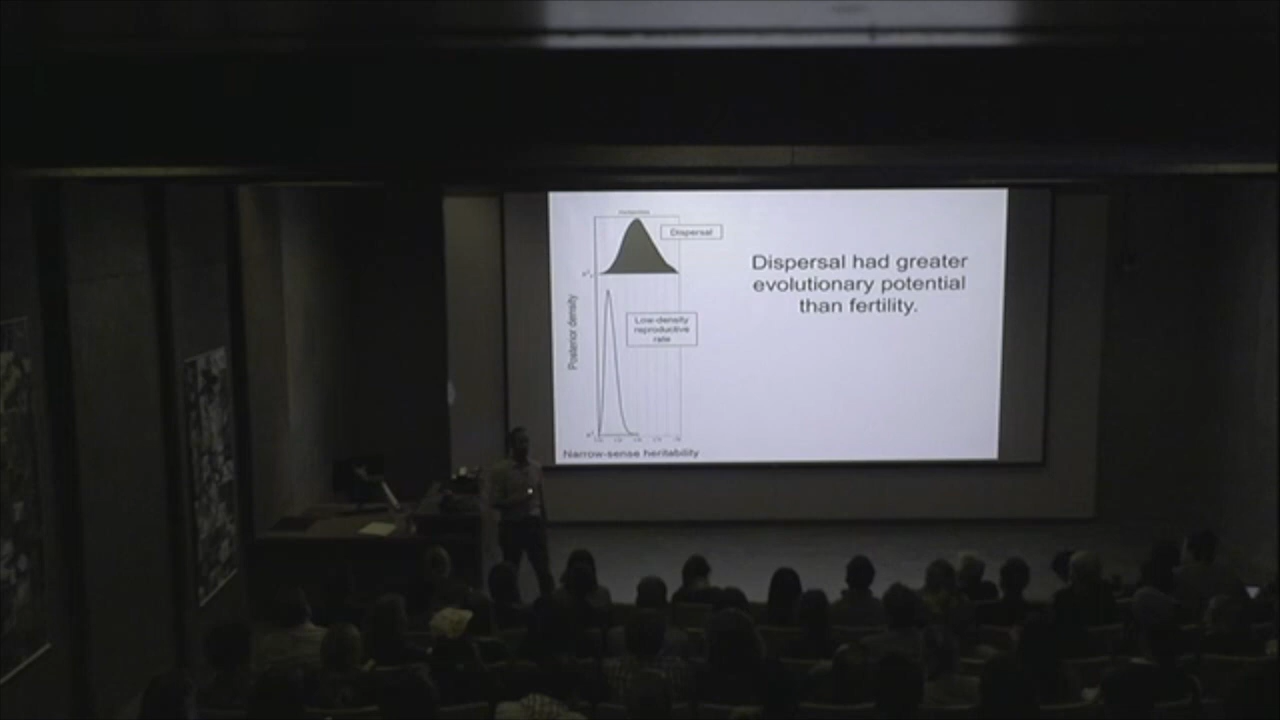 Dispersal
Low-density
reproductive
rate
Posterior density
Narrow-sense heritability
Dispersal had greater
evolutionary potential
than fertility.